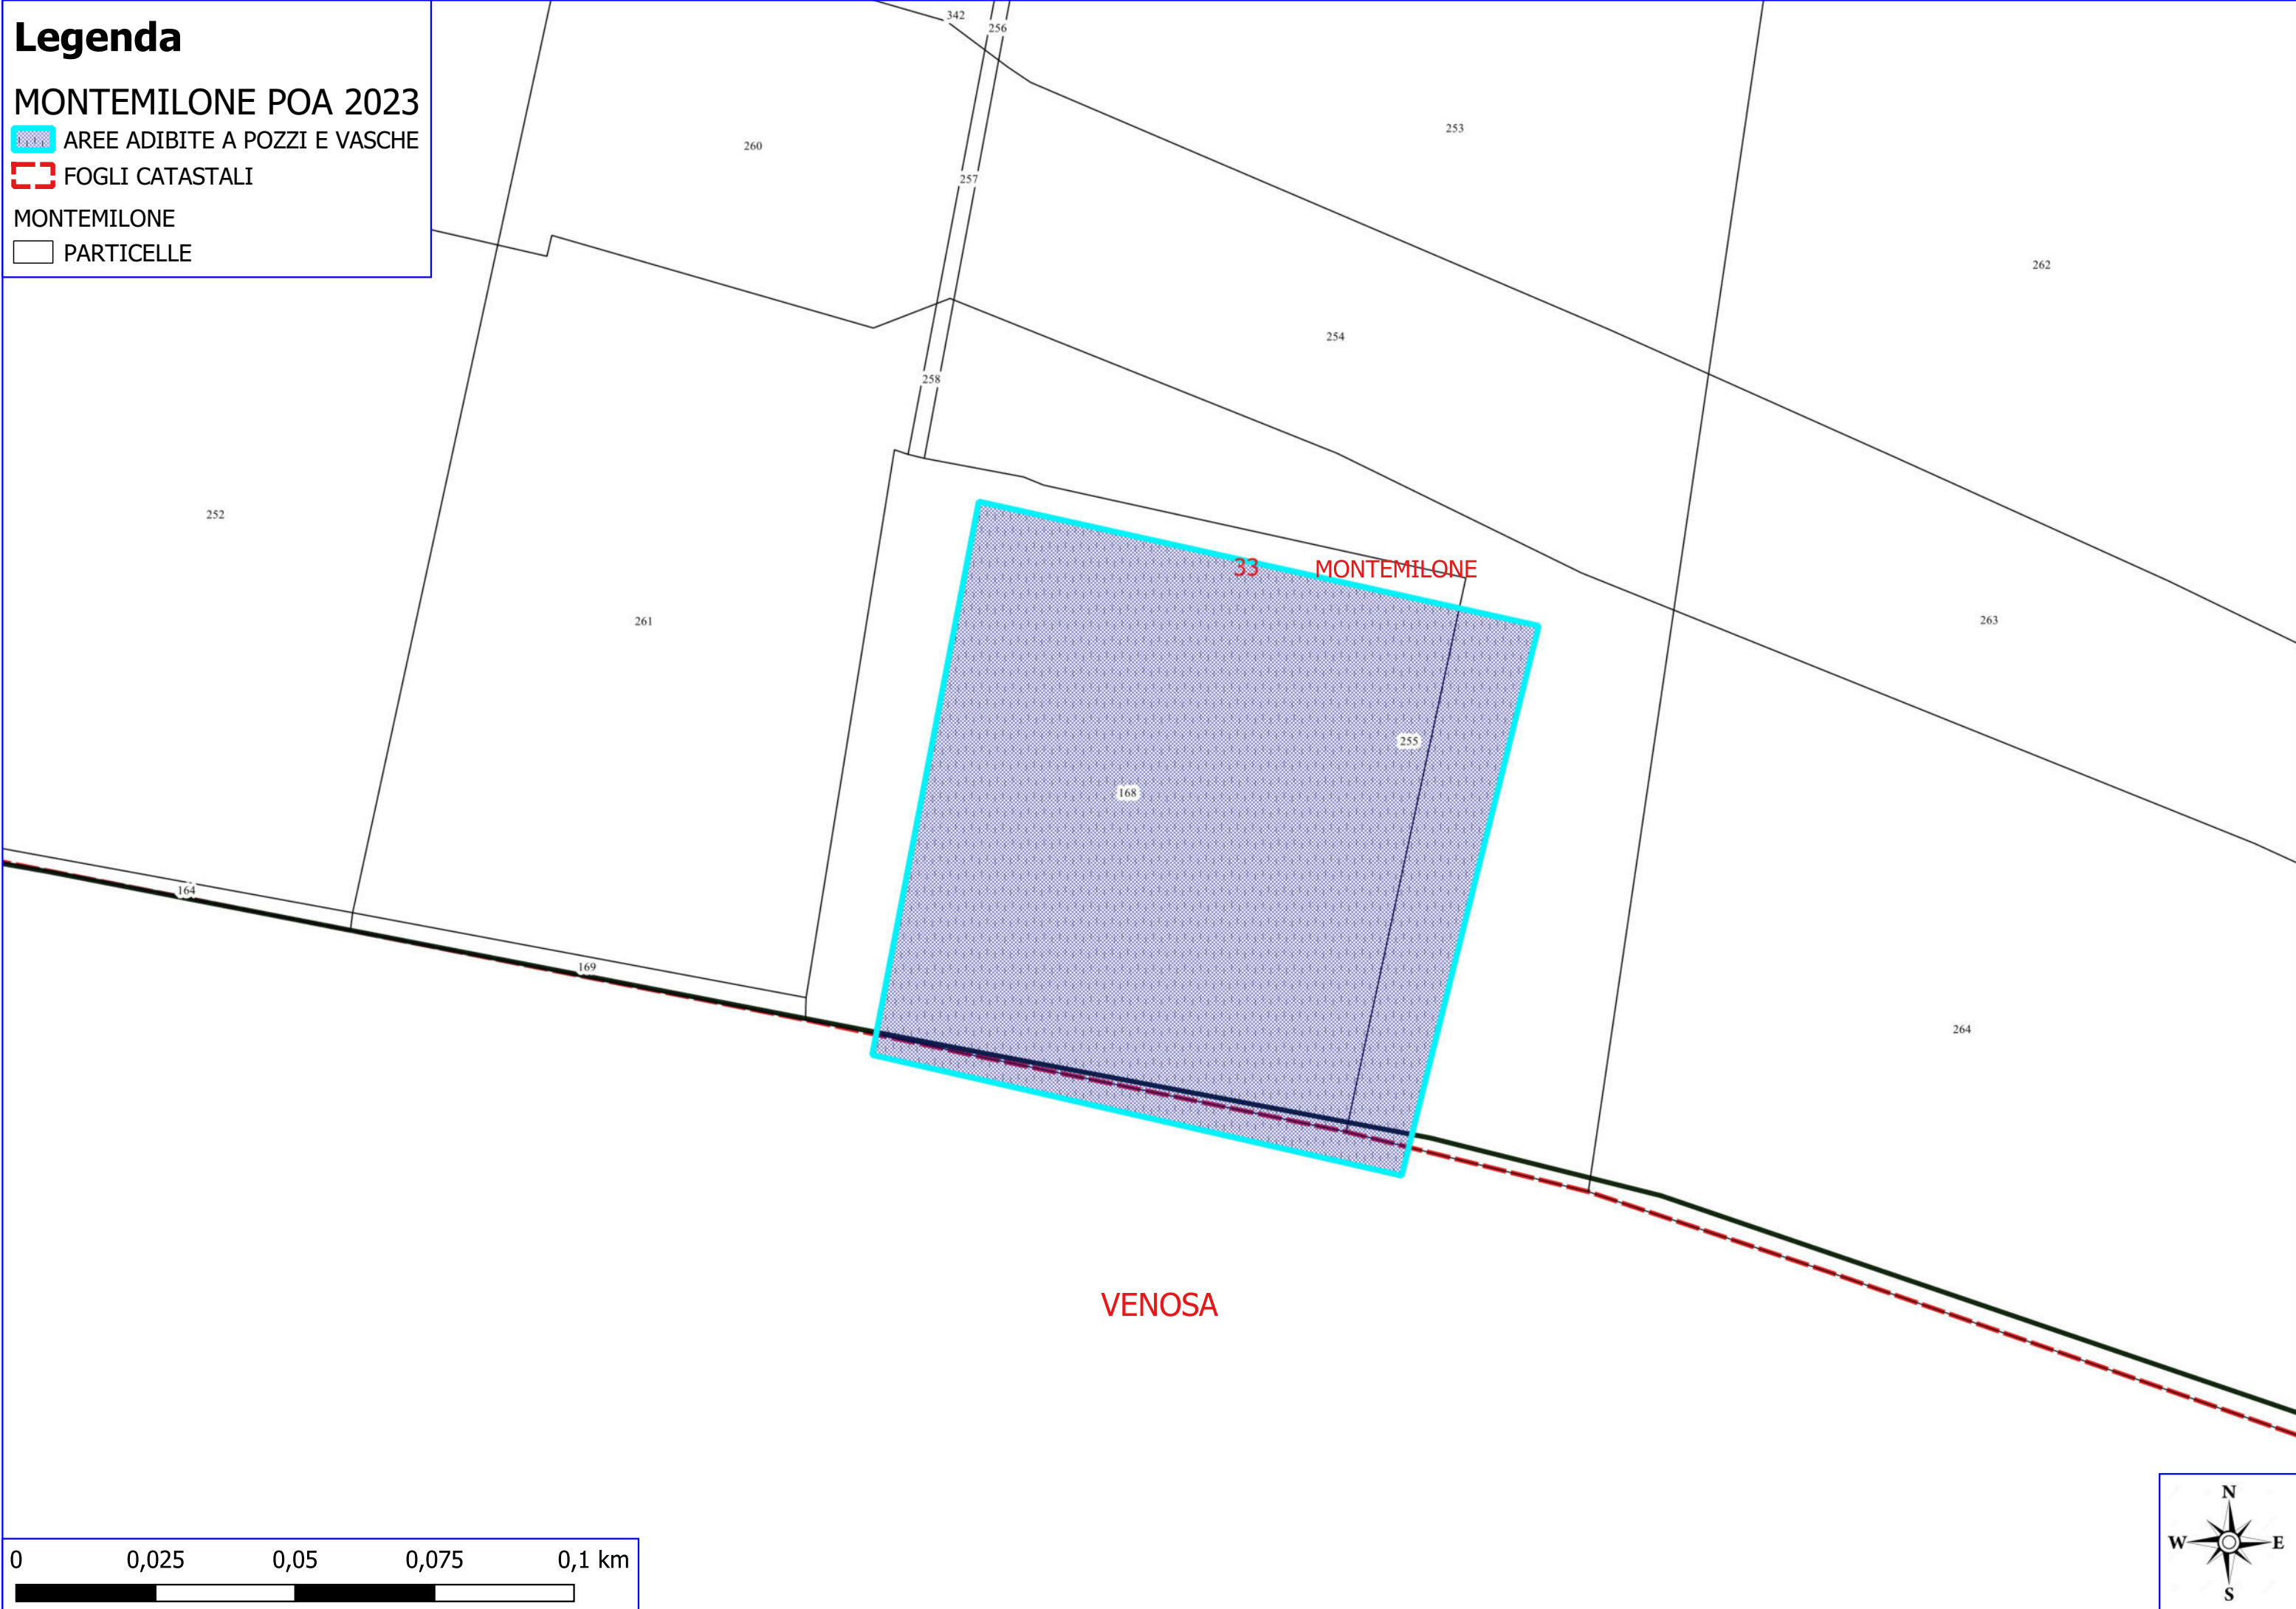 Legenda
MONTEMILONE POA 2023
AREE ADIBITE A POZZI E VASCHE
FOGLI CATASTALI
MONTEMILONE
PARTICELLE
342
256
253
260
257
262
254
258
252
33 MONTEMILONE
261
263
255
168
164
169
264
VENOSA
N
W E
S
0 0,025 0,05 0,075 0,1 km